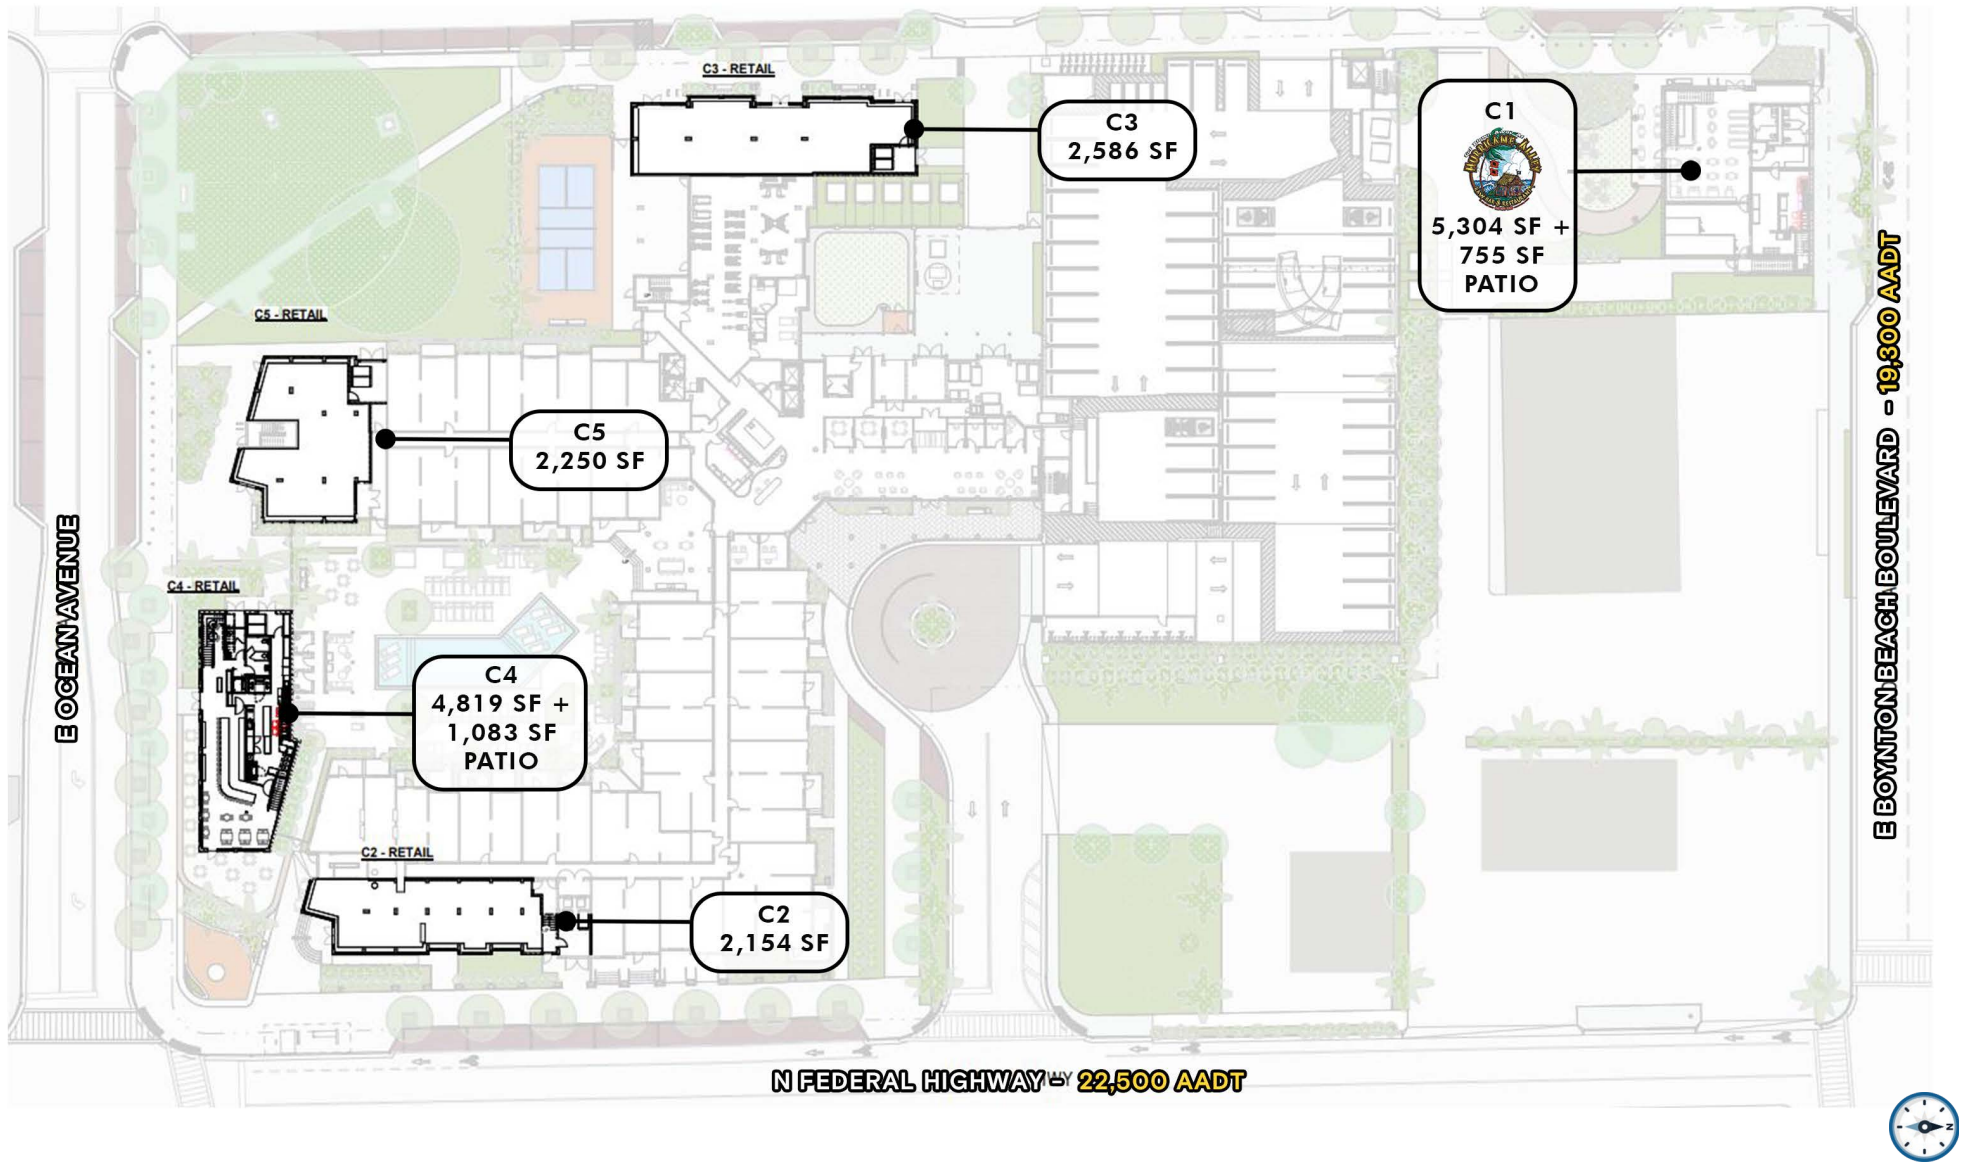 C3 - RETAIL
C3
2,586 SF
C1
HURRICANE ALLEY
5,304 SF +
755 SF
PATIO
C5 - RETAIL
C5
2,250 SF
E OCEAN AVENUE
E BOYNTON BEACH BOULEVARD - 19,300 AADT
C4 - RETAIL
C4
4,819 SF +
1,083 SF
PATIO
C2 - RETAIL
C2
2,154 SF
N FEDERAL HIGHWAY - 22,500 AADT
N